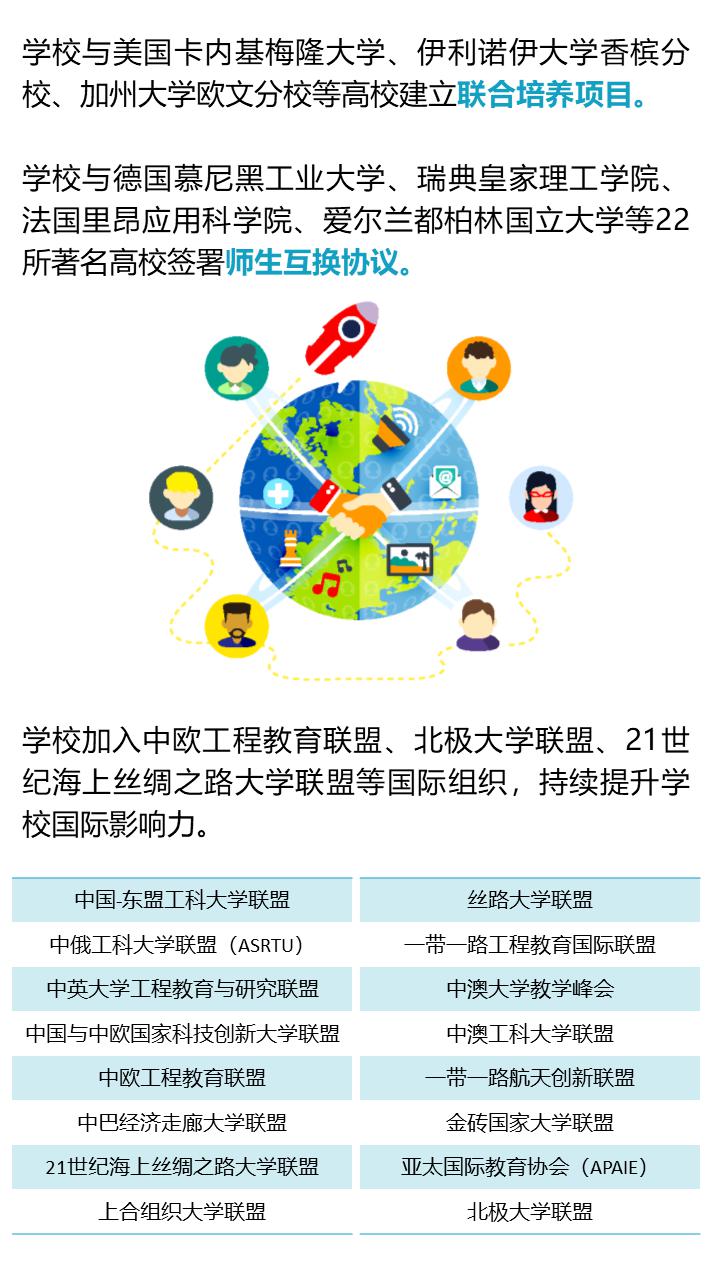 学校与美国卡内基梅隆大学、伊利诺伊大学香槟分
校、加州大学欧文分校等高校建立联合培养项目。
学校与德国慕尼黑工业大学、瑞典皇家理工学院、
法国里昂应用科学院、爱尔兰都柏林国立大学等22
所著名高校签署师生互换协议。
@
学校加入中欧工程教育联盟、北极大学联盟、21世
纪海上丝绸之路大学联盟等国际组织，持续提升学
校国际影响力。
中国-东盟工科大学联盟 丝路大学联盟
中俄工科大学联盟（ASRTU） 一带一路工程教育国际联盟
中英大学工程教育与研究联盟 中澳大学教学峰会
中国与中欧国家科技创新大学联盟 中澳工科大学联盟
中欧工程教育联盟 一带一路航天创新联盟
中巴经济走廊大学联盟 金砖国家大学联盟
21世纪海上丝绸之路大学联盟 亚太国际教育协会（APAIE）
上合组织大学联盟 北极大学联盟